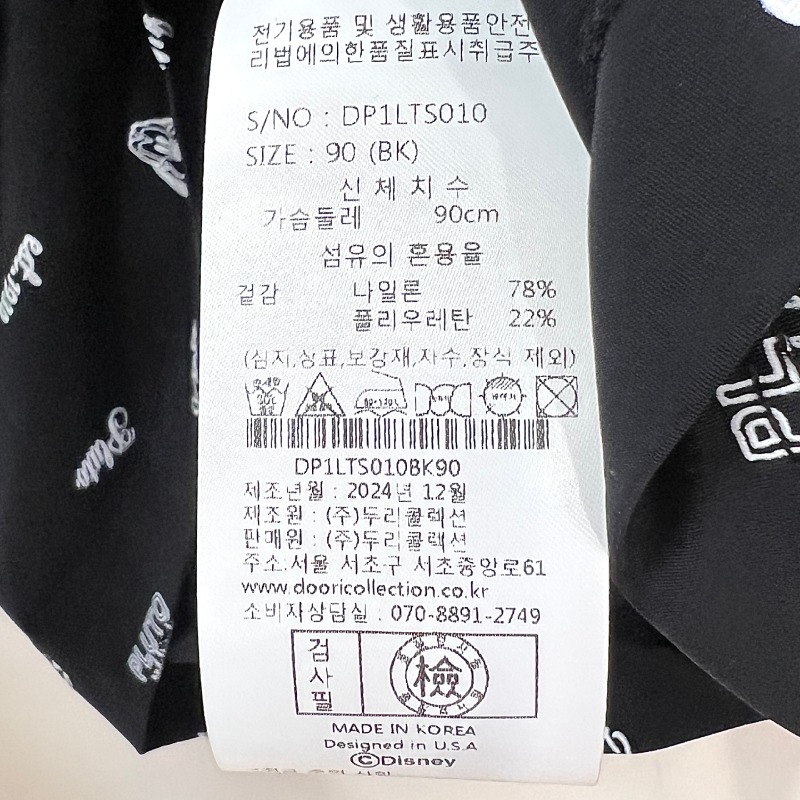 전기용품 및 생활용품안전
리법에의한품질표시취급주
S/NO : DP1LTS010
SIZE : 90 (BK)
신 체 치 수
가슴둘레 90cm
섬유의 혼용율
겉감 나일론 78%
폴리우레탄 22%
(심지,상표,보강재,자수,장식 제외)
DP1LTS010BK90
제조년월 : 2024년 12월
제조원 : (주)두리콜렉션
판매원 : (주)두리콜렉션
주소:서울 서초구 서초중앙로61
www.dooricollection.co.kr
소비자상담실 : 070-8891-2749
검
사
필
檢
MADE IN KOREA
Designed in U.S.A
©Disney
Pluto